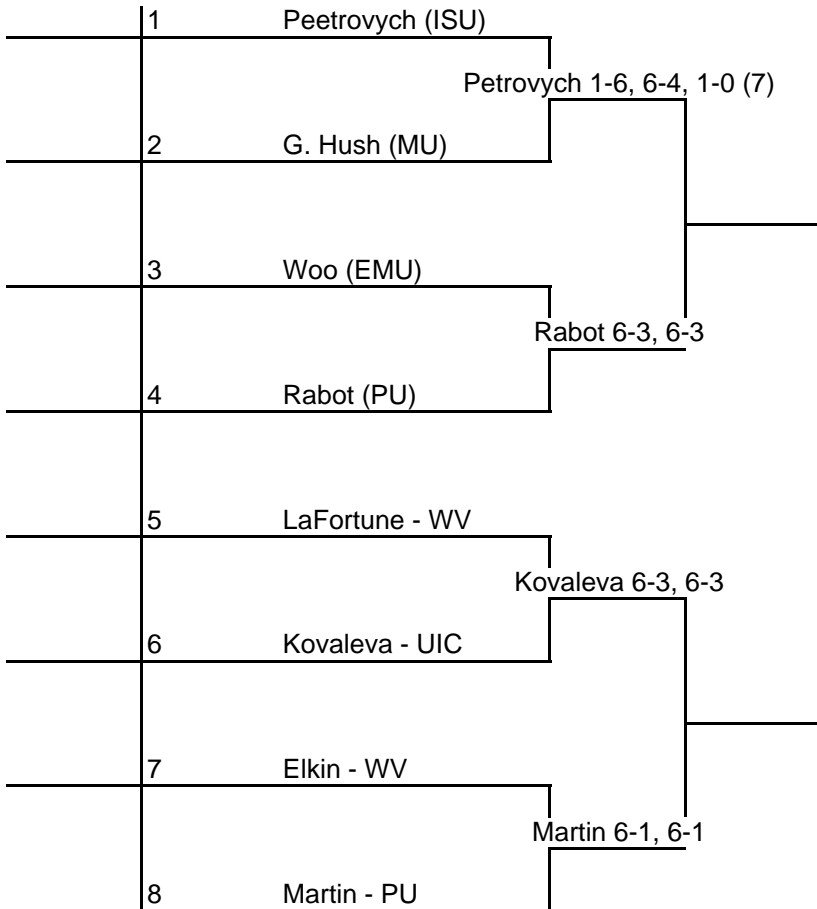 1 Peetrovych (ISU)
Petrovych 1-6, 6-4, 1-0 (7)
2 G. Hush (MU)
3 Woo (EMU)
Rabot 6-3, 6-3
4 Rabot (PU)
5 LaFortune - WV
Kovaleva 6-3, 6-3
6 Kovaleva - UIC
7 Elkin - WV
Martin 6-1, 6-1
8 Martin - PU